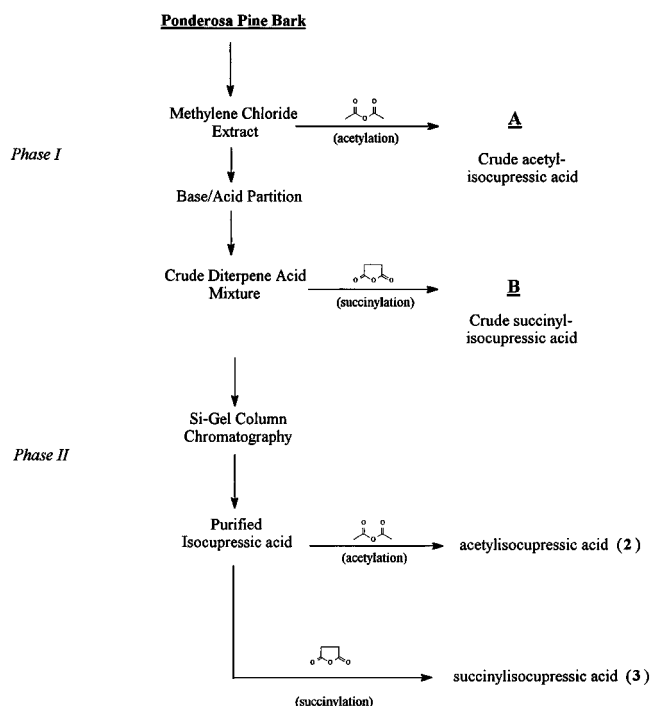 Ponderosa Pine Bark
Methylene Chloride
Extract
O O
O
(acetylation)
A
Crude acetyl-
isocupressic acid
Phase I
Base/Acid Partition
Crude Diterpene Acid
Mixture
O O O
(succinylation)
B
Crude succinyl-
isocupressic acid
Si-Gel Column
Chromatography
Phase II
Purified
Isocupressic acid
O O
O
(acetylation)
acetylisocupressic acid (2)
O O O
(succinylation)
succinylisocupressic acid (3)